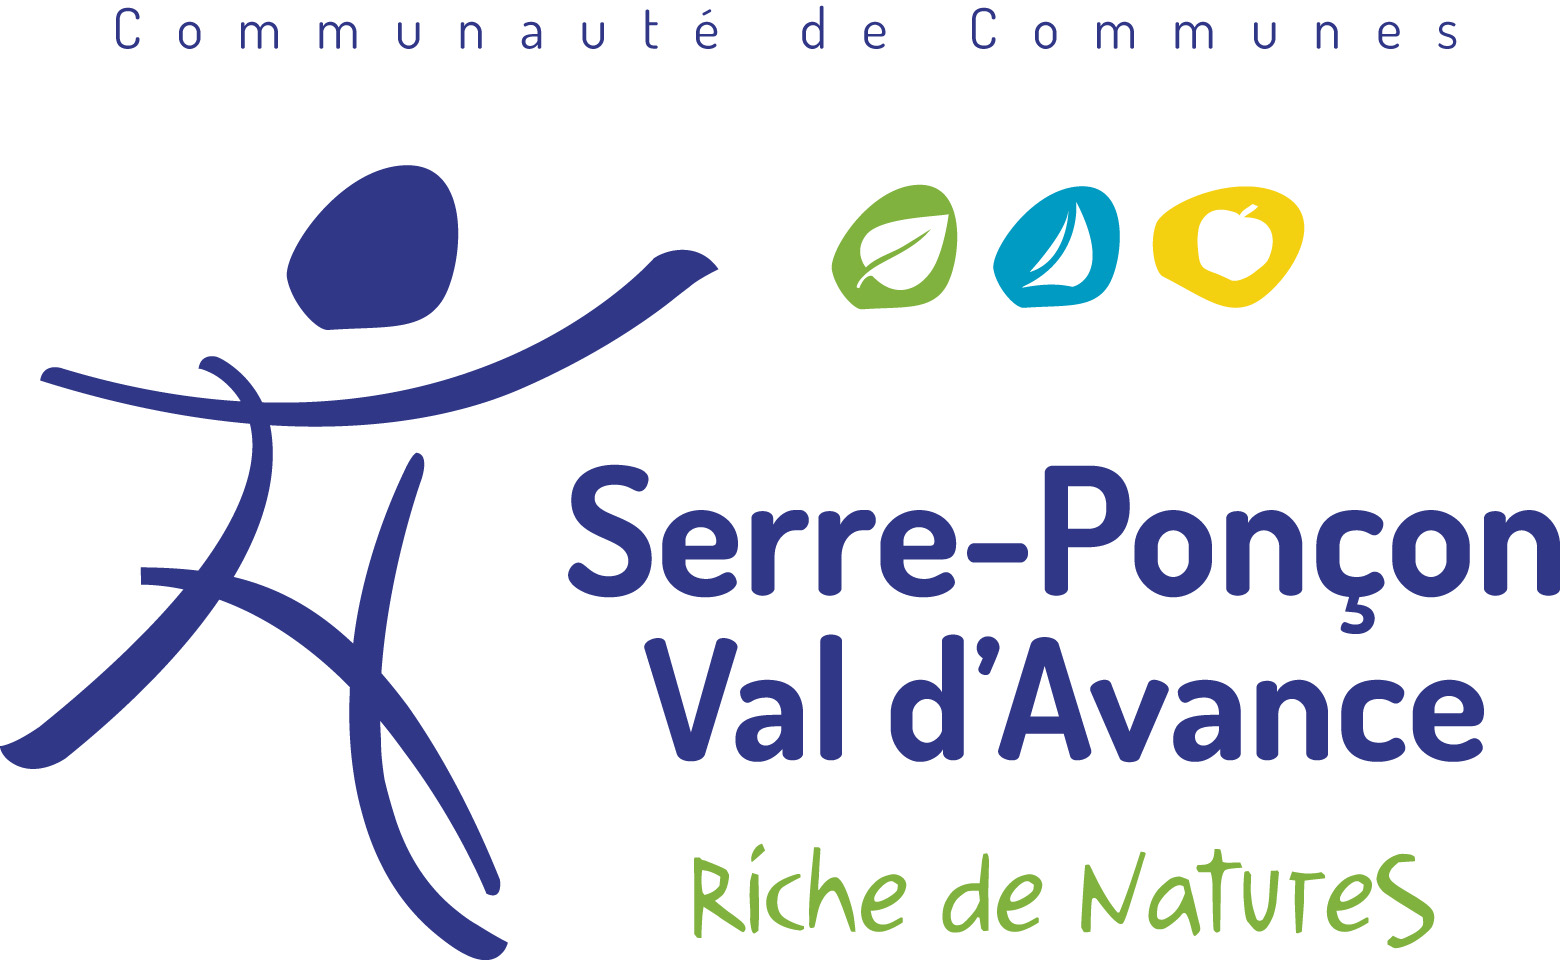 Communauté de Communes
Serre-Ponçon
Val d'Avance
Riche de Natures